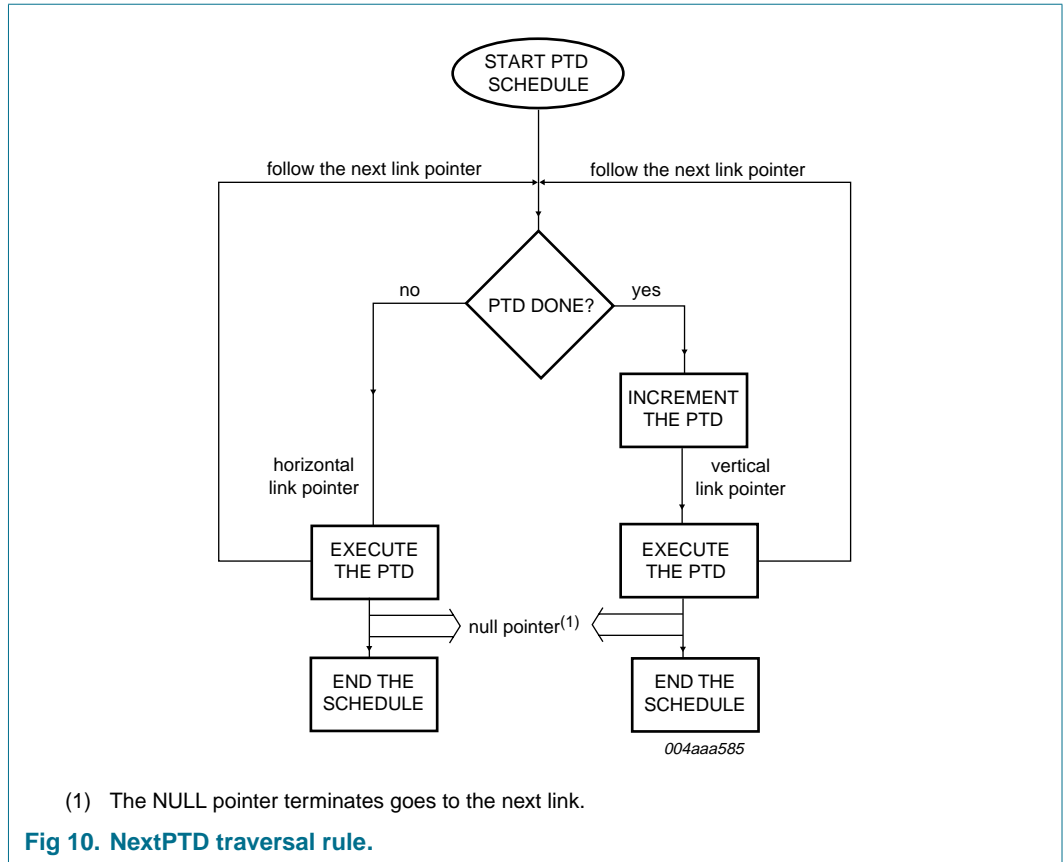 START PTD
SCHEDULE
follow the next link pointer
follow the next link pointer
no
PTD DONE?
yes
INCREMENT
THE PTD
horizontal
link pointer
vertical
link pointer
EXECUTE
THE PTD
EXECUTE
THE PTD
null pointer(1)
END THE
SCHEDULE
END THE
SCHEDULE
004aaa585
(1) The NULL pointer terminates goes to the next link.
Fig 10. NextPTD traversal rule.